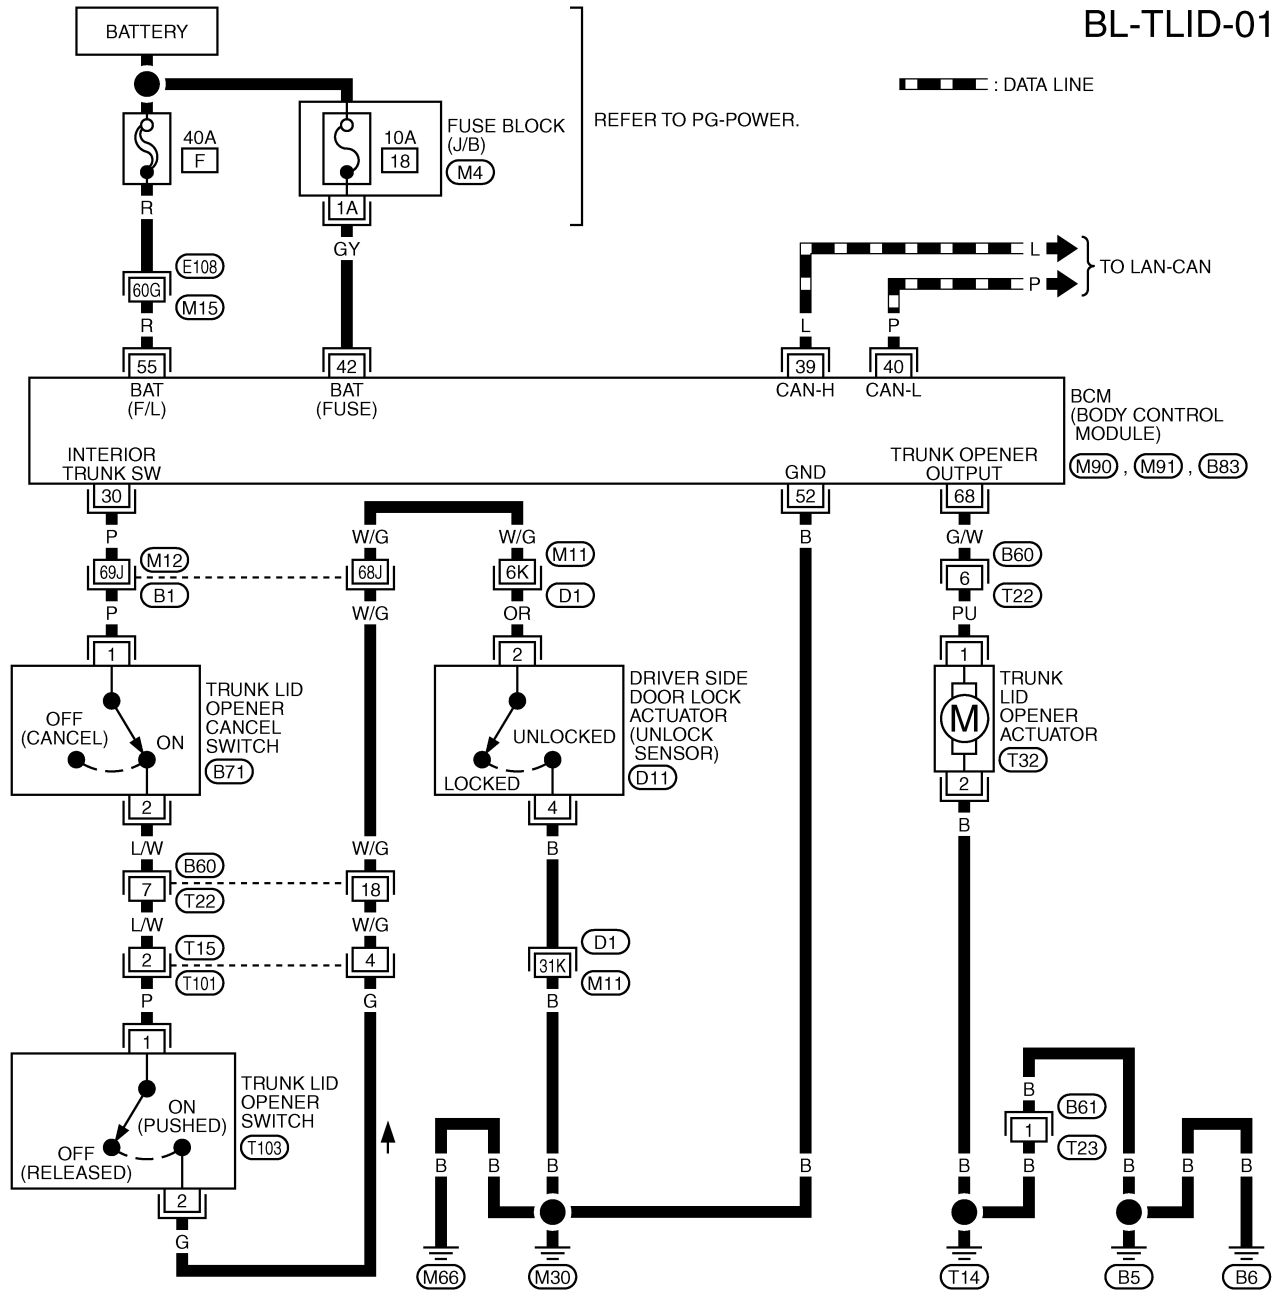 BL-TLID-01
BATTERY
: DATA LINE
40A
F
10A
18
FUSE BLOCK
(J/B)
M4
REFER TO PG-POWER.
1A
R
GY
E108
60G
M15
R
L
P
TO LAN-CAN
L
P
55
42
39
40
BAT
(F/L)
BAT
(FUSE)
CAN-H
CAN-L
BCM
(BODY CONTROL
MODULE)
M90 , M91 , B83
INTERIOR
TRUNK SW
GND
TRUNK OPENER
OUTPUT
30
52
68
P
W/G
W/G
B
G/W
M12
M11
B60
69J
68J
6K
6
B1
D1
T22
P
W/G
OR
PU
1
2
1
TRUNK LID
OPENER
CANCEL
SWITCH
B71
OFF
(CANCEL)
ON
DRIVER SIDE
DOOR LOCK
ACTUATOR
(UNLOCK
SENSOR)
D11
UNLOCKED
LOCKED
M
TRUNK
LID
OPENER
ACTUATOR
T32
2
4
2
L/W
W/G
B
B
B60
7
18
T22
L/W
W/G
T15
2
4
T101
D1
31K
M11
P
G
B
1
TRUNK LID
OPENER
SWITCH
T103
ON
(PUSHED)
OFF
(RELEASED)
2
G
B
B61
1
T23
B
B
B
B
B
B
B
B
B
M66
M30
T14
B5
B6